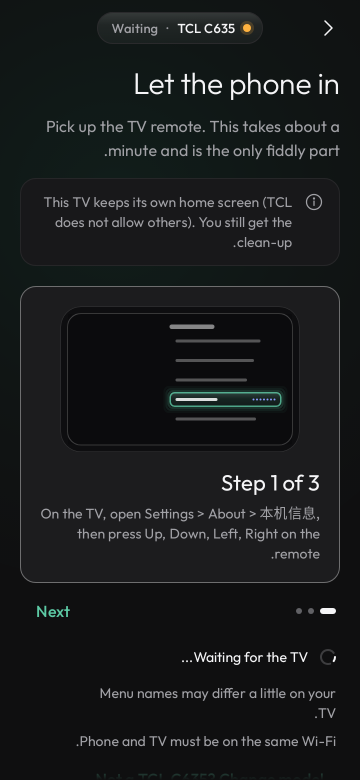 Waiting · TCL C635
Let the phone in
Pick up the TV remote. This takes about a
minute and is the only fiddly part.
This TV keeps its own home screen (TCL
does not allow others). You still get the
clean-up.
Step 1 of 3
On the TV, open Settings > About > 本机信息,
then press Up, Down, Left, Right on the
remote.
Next
Waiting for the TV...
Menu names may differ a little on your
TV.
Phone and TV must be on the same Wi-Fi.